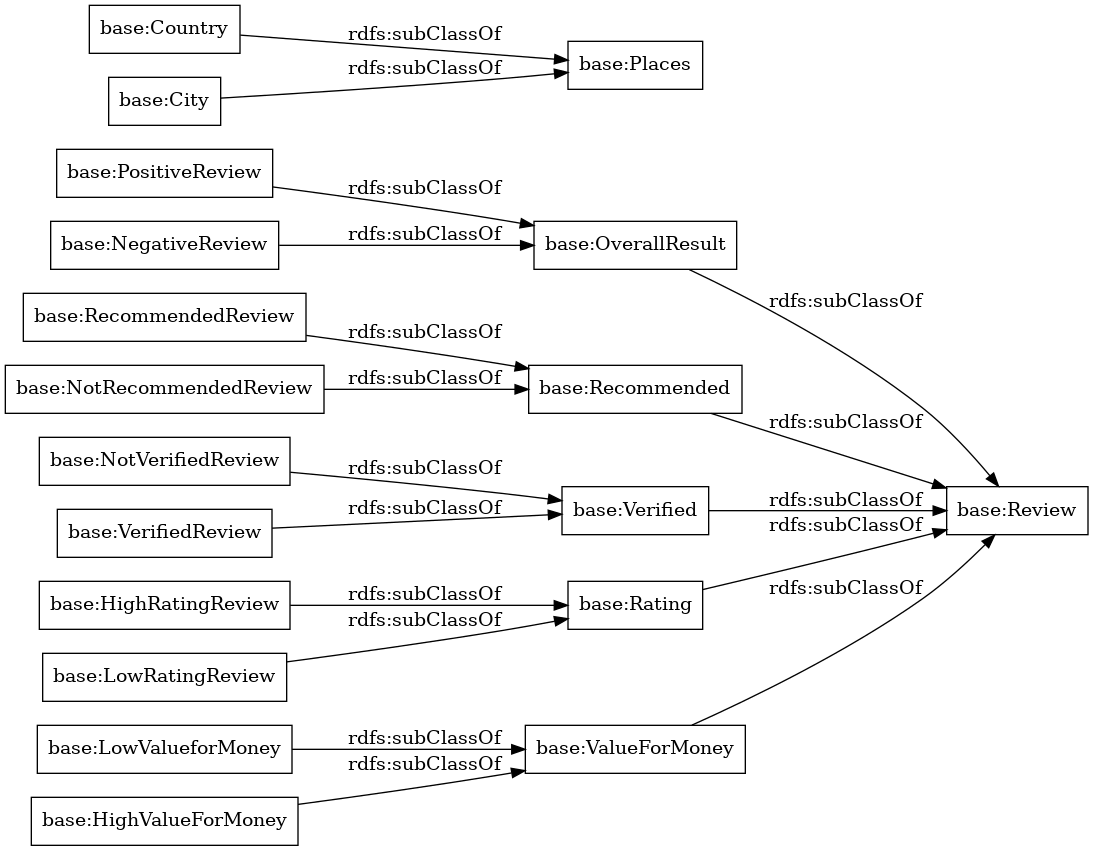 base:Country
rdfs:subClassOf
base:Places
base:City
rdfs:subClassOf
base:PositiveReview
rdfs:subClassOf
base:NegativeReview
rdfs:subClassOf
base:OverallResult
rdfs:subClassOf
base:RecommendedReview
rdfs:subClassOf
base:NotRecommendedReview
rdfs:subClassOf
base:Recommended
rdfs:subClassOf
base:NotVerifiedReview
rdfs:subClassOf
base:VerifiedReview
rdfs:subClassOf
base:Verified
rdfs:subClassOf
base:Review
rdfs:subClassOf
base:HighRatingReview
rdfs:subClassOf
base:Rating
rdfs:subClassOf
base:LowRatingReview
rdfs:subClassOf
base:LowValueforMoney
rdfs:subClassOf
base:ValueForMoney
rdfs:subClassOf
base:HighValueForMoney